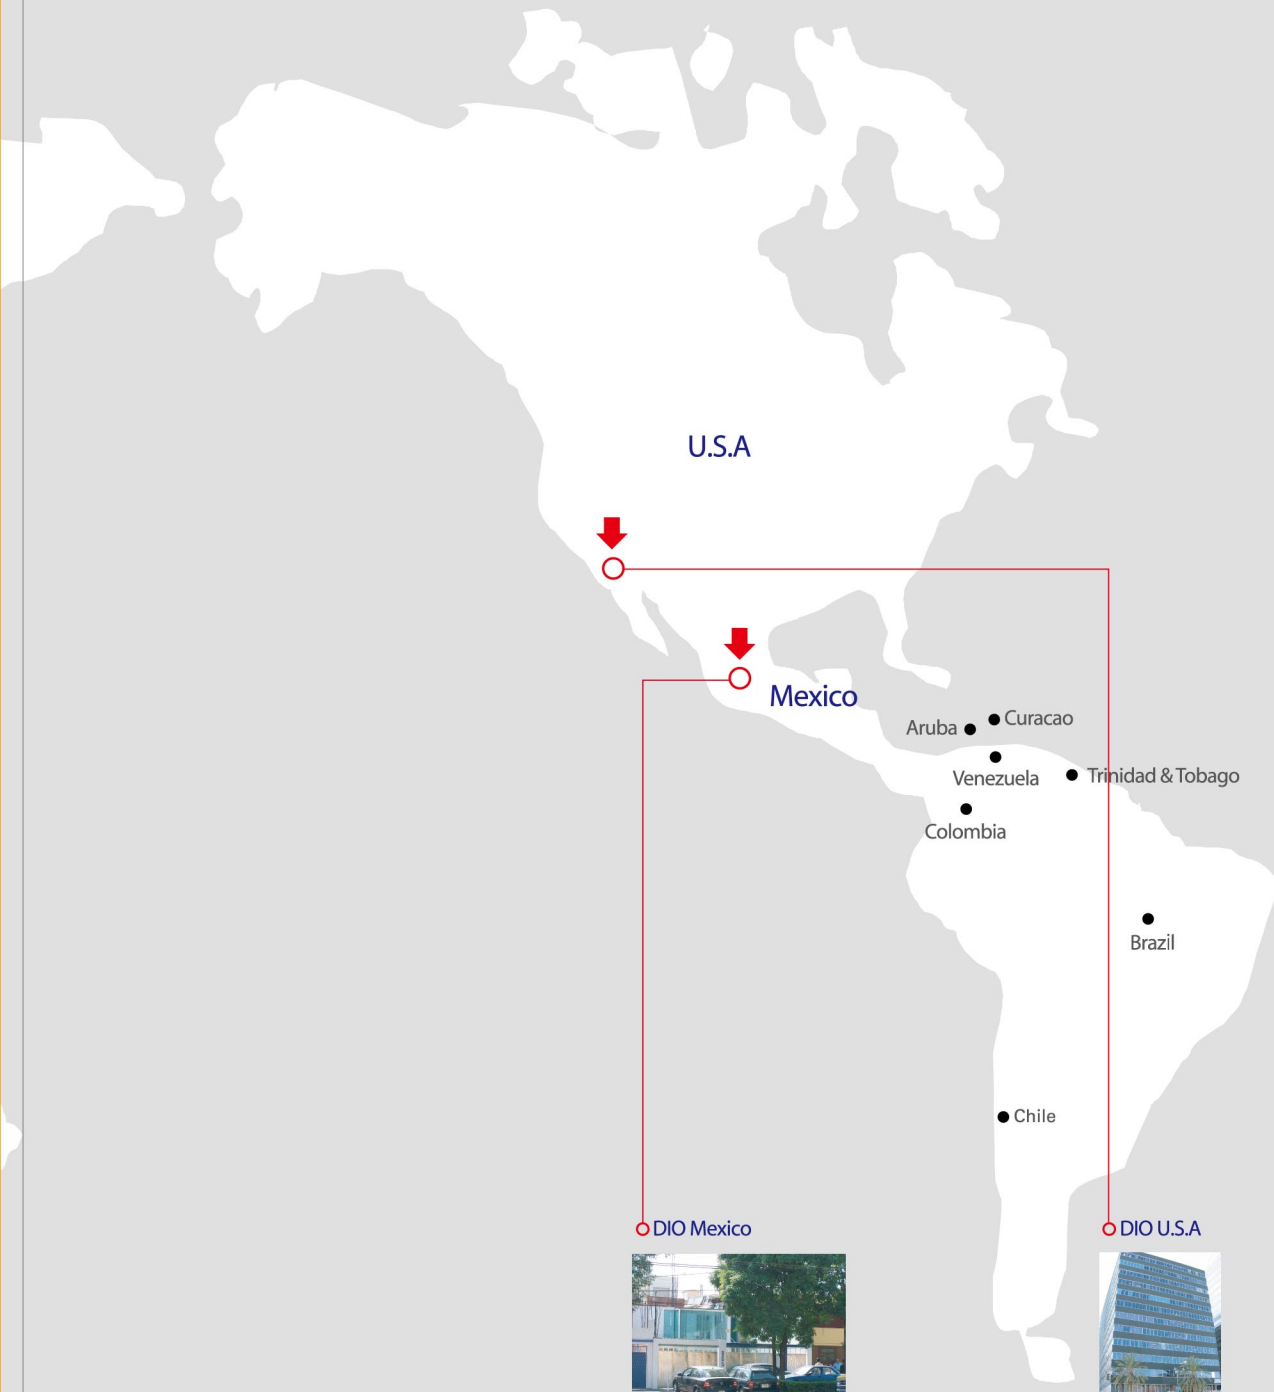 U.S.A
Mexico
Curacao
Aruba
Venezuela
Trinidad & Tobago
Colombia
Brazil
Chile
DIO Mexico
DIO U.S.A